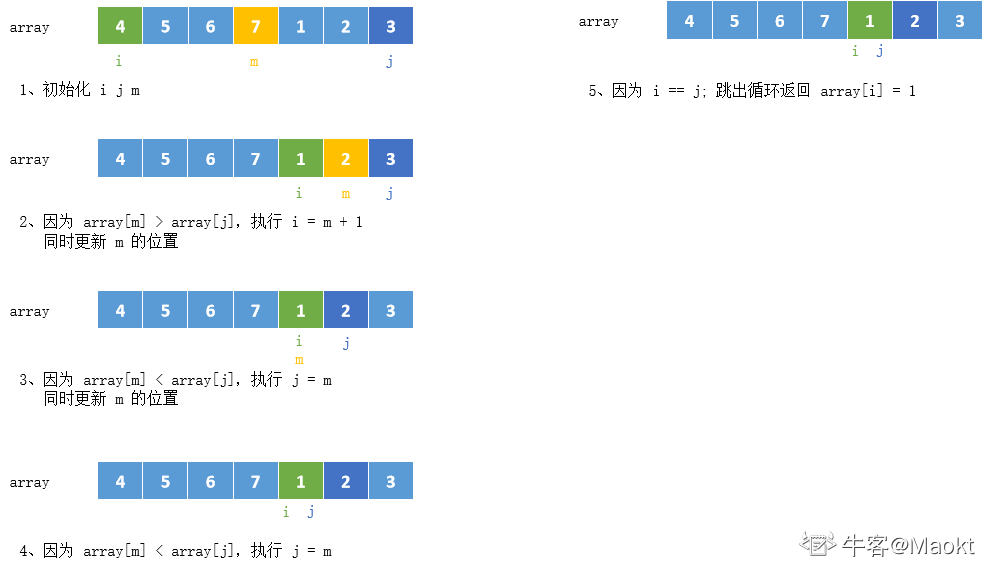 array 4 5 6 7 1 2 3
i m j
1、初始化 i j m
array 4 5 6 7 1 2 3
i m j
2、因为 array[m] > array[j], 执行 i = m + 1
同时更新 m 的位置
array 4 5 6 7 1 2 3
i j
m
3、因为 array[m] < array[j], 执行 j = m
同时更新 m 的位置
array 4 5 6 7 1 2 3
i j
4、因为 array[m] < array[j], 执行 j = m
array 4 5 6 7 1 2 3
i j
5、因为 i == j; 跳出循环返回 array[i] = 1
牛客@Maokt